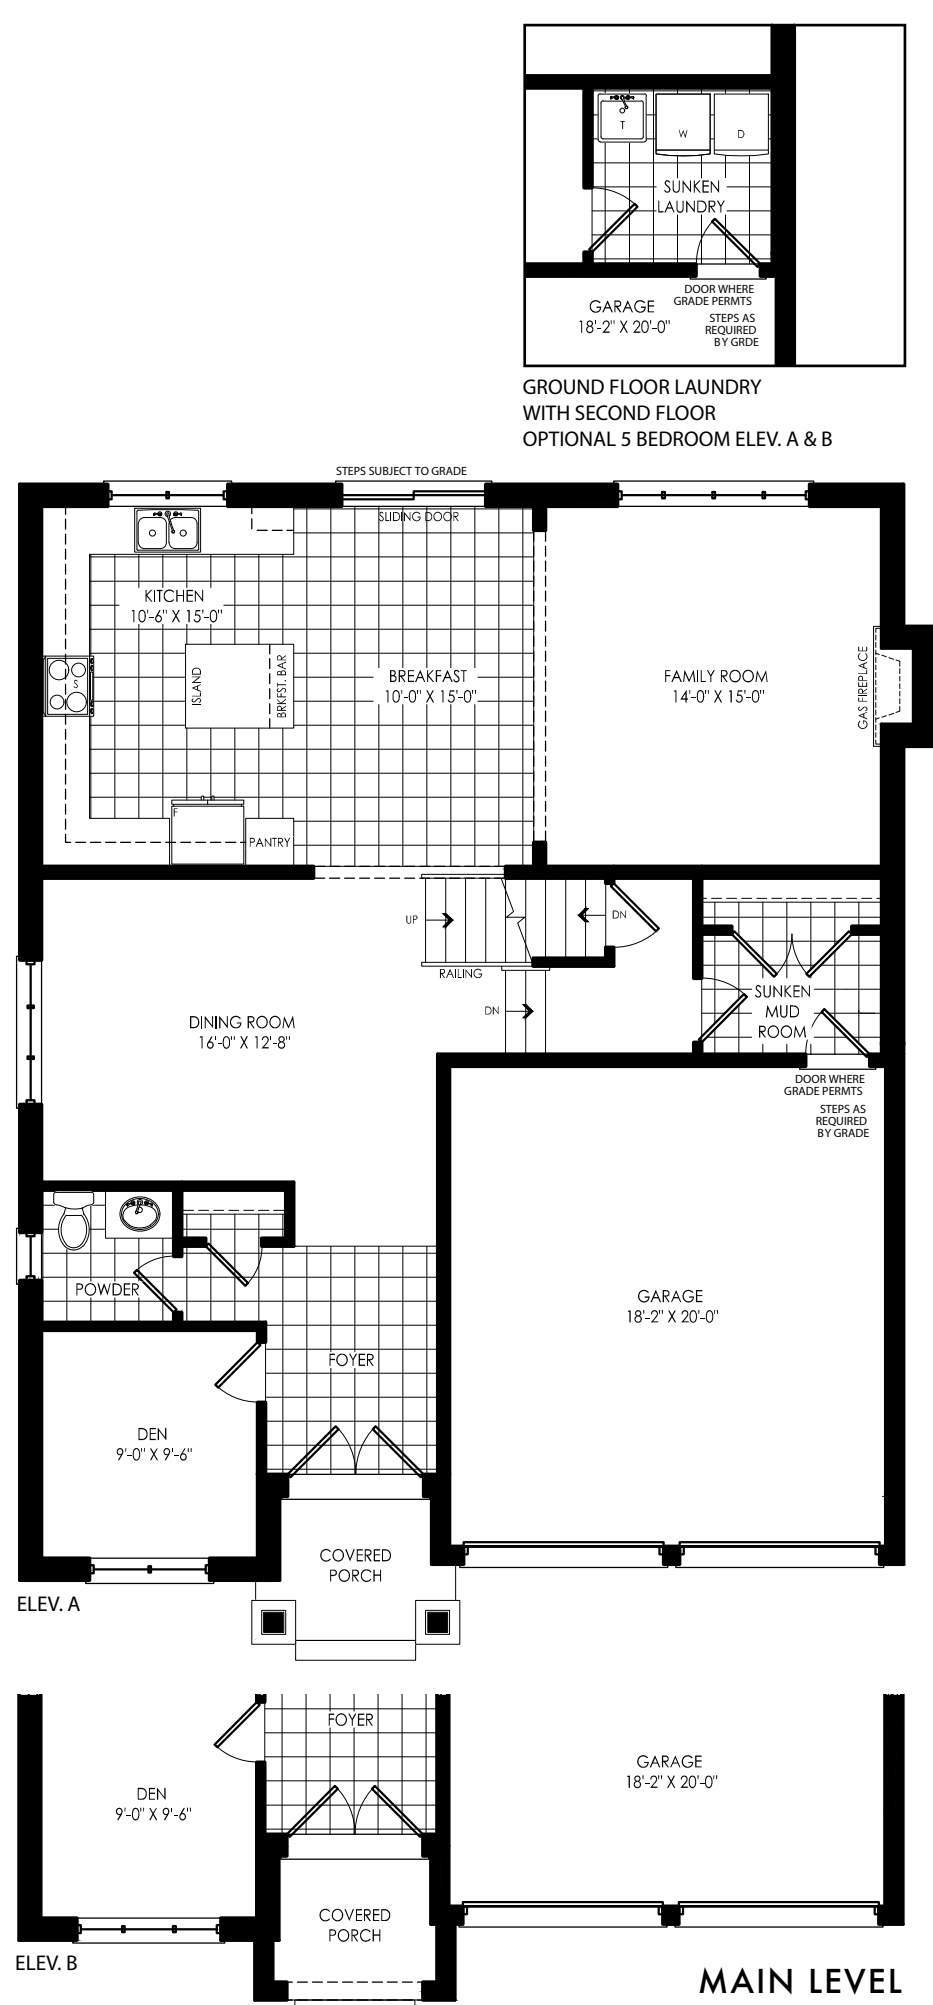 T
W
D
SUNKEN
LAUNDRY
DOOR WHERE
GRADE PERMTS
GARAGE
18'-2" X 20'-0"
STEPS AS
REQUIRED
BY GRDE
GROUND FLOOR LAUNDRY
WITH SECOND FLOOR
OPTIONAL 5 BEDROOM ELEV. A & B
STEPS SUBJECT TO GRADE
SLIDING DOOR
KITCHEN
10'-6" X 15'-0"
S
ISLAND
BRKFST. BAR
BREAKFAST
10'-0" X 15'-0"
FAMILY ROOM
14'-0" X 15'-0"
GAS FIREPLACE
F
PANTRY
UP
DN
RAILING
DN
DINING ROOM
16'-0" X 12'-8"
SUNKEN
MUD
ROOM
DOOR WHERE
GRADE PERMTS
STEPS AS
REQUIRED
BY GRADE
POWDER
FOYER
GARAGE
18'-2" X 20'-0"
DEN
9'-0" X 9'-6"
COVERED
PORCH
ELEV. A
FOYER
GARAGE
18'-2" X 20'-0"
DEN
9'-0" X 9'-6"
COVERED
PORCH
ELEV. B
MAIN LEVEL